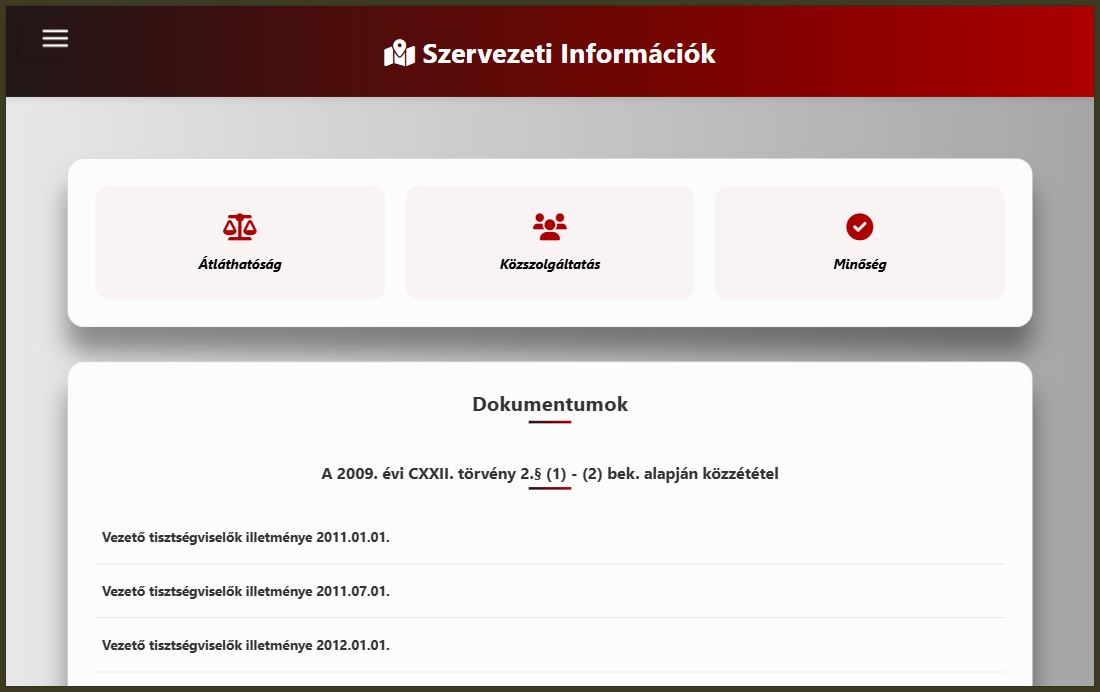 Szervezeti Információk
Átláthatóság
Közszolgáltatás
Minőség
Dokumentumok
A 2009. évi CXXII. törvény 2.§ (1) - (2) bek. alapján közzététel
Vezető tisztségviselők illetménye 2011.01.01.
Vezető tisztségviselők illetménye 2011.07.01.
Vezető tisztségviselők illetménye 2012.01.01.